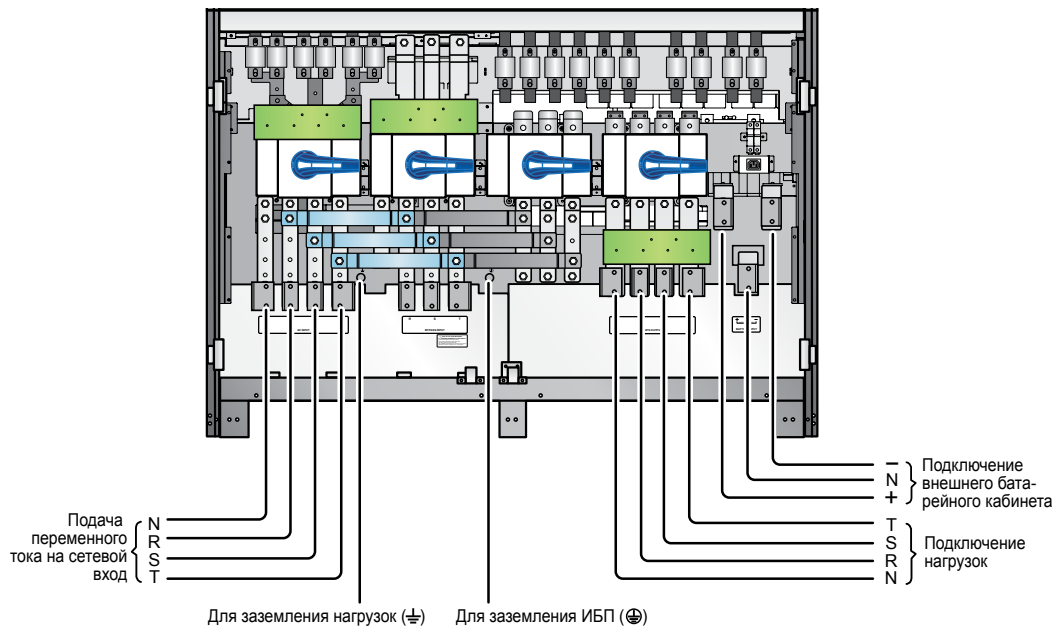 Подача
переменного
тока на сетевой
вход
N
R
S
T
Для заземления нагрузок (⏚)
Для заземления ИБП (⏚)
−
N
+
Подключение
внешнего бата-
рейного кабинета
T
S
R
N
Подключение
нагрузок